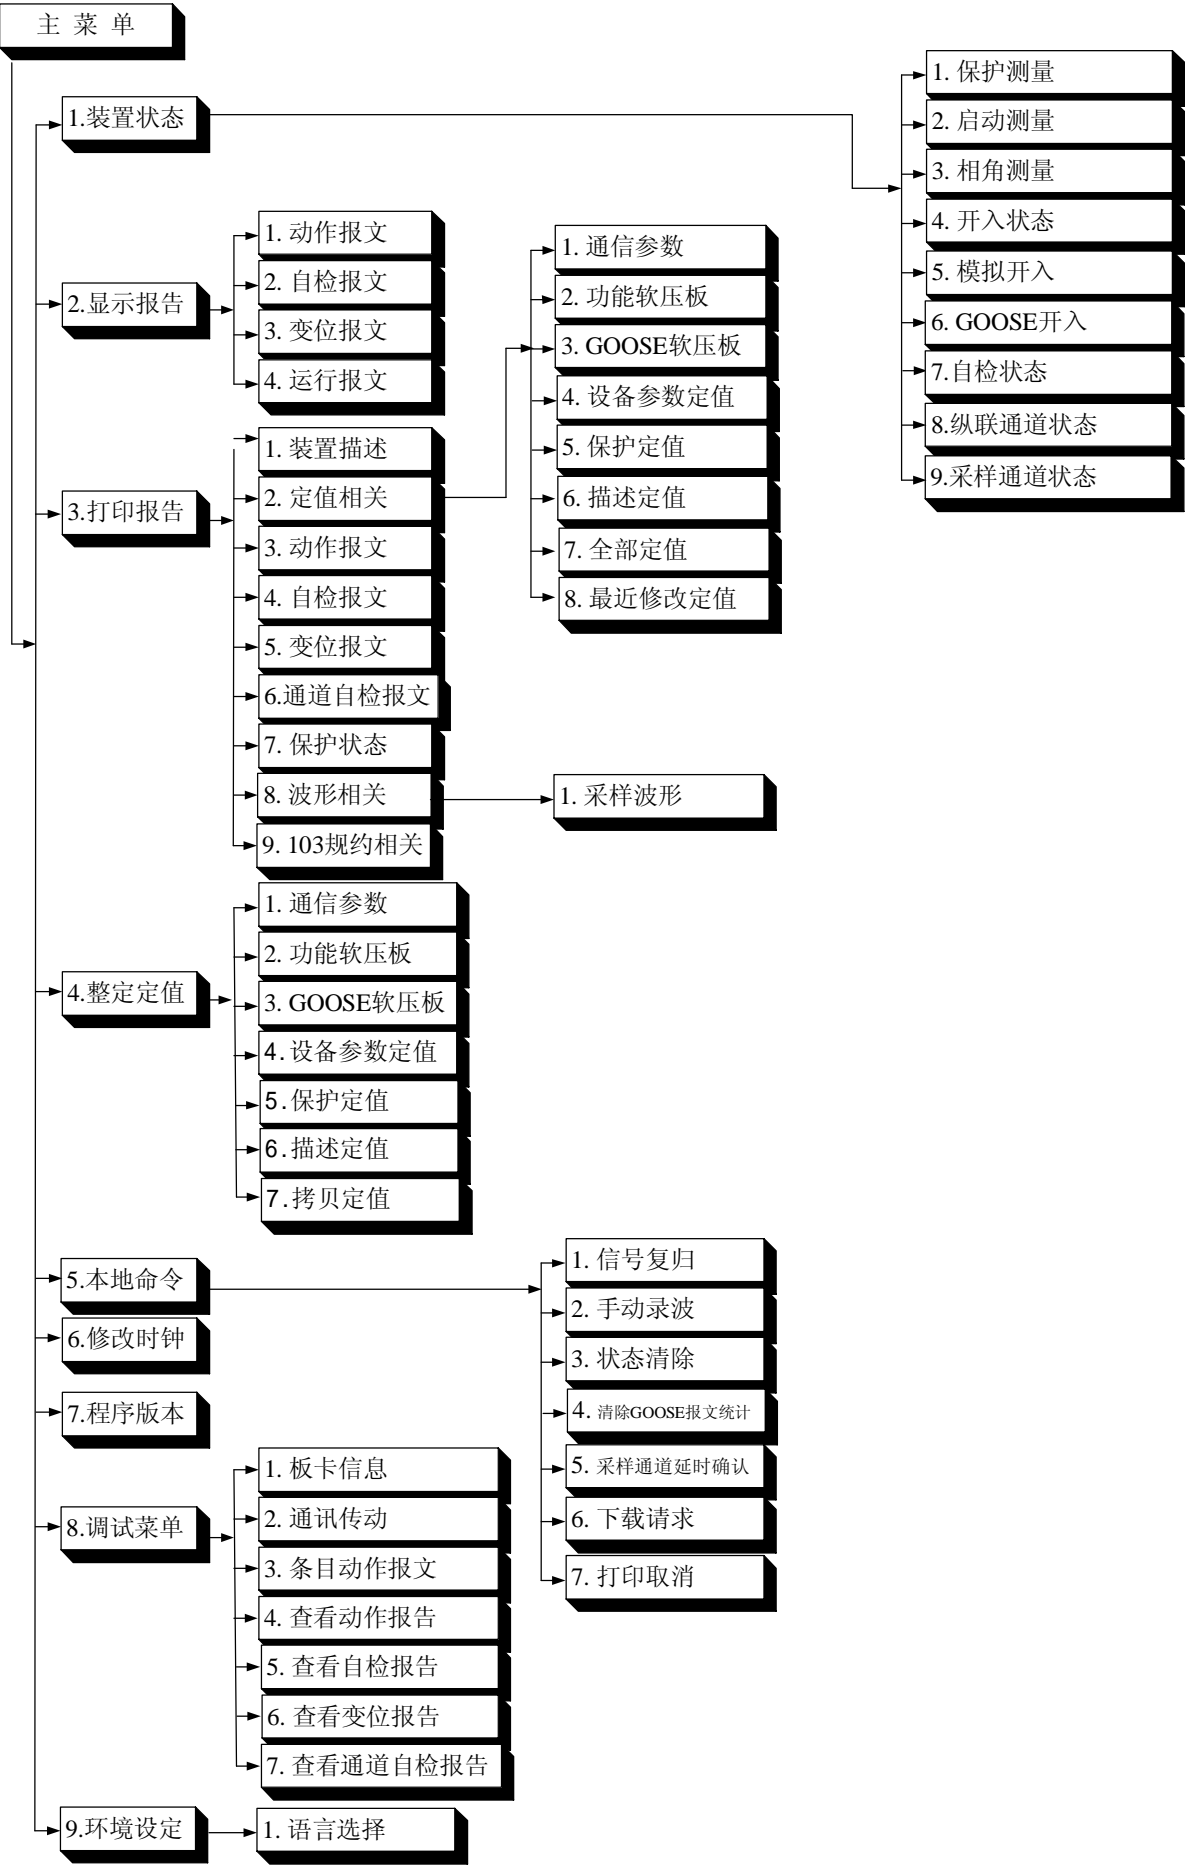 主 菜 单
1.装置状态
1. 保护测量
2. 启动测量
3. 相角测量
4. 开入状态
5. 模拟开入
6. GOOSE开入
7.自检状态
8.纵联通道状态
9.采样通道状态
2.显示报告
1. 动作报文
2. 自检报文
3. 变位报文
4. 运行报文
3.打印报告
1. 装置描述
2. 定值相关
1. 通信参数
2. 功能软压板
3. GOOSE软压板
4. 设备参数定值
5. 保护定值
6. 描述定值
7. 全部定值
8. 最近修改定值
3. 动作报文
4. 自检报文
5. 变位报文
6.通道自检报文
7. 保护状态
8. 波形相关
1. 采样波形
9. 103规约相关
4.整定定值
1. 通信参数
2. 功能软压板
3. GOOSE软压板
4.设备参数定值
5.保护定值
6.描述定值
7.拷贝定值
5.本地命令
1. 信号复归
2. 手动录波
3. 状态清除
4. 清除GOOSE报文统计
5. 采样通道延时确认
6. 下载请求
7. 打印取消
6.修改时钟
7.程序版本
8.调试菜单
1. 板卡信息
2. 通讯传动
3. 条目动作报文
4. 查看动作报告
5. 查看自检报告
6. 查看变位报告
7. 查看通道自检报告
9.环境设定
1. 语言选择